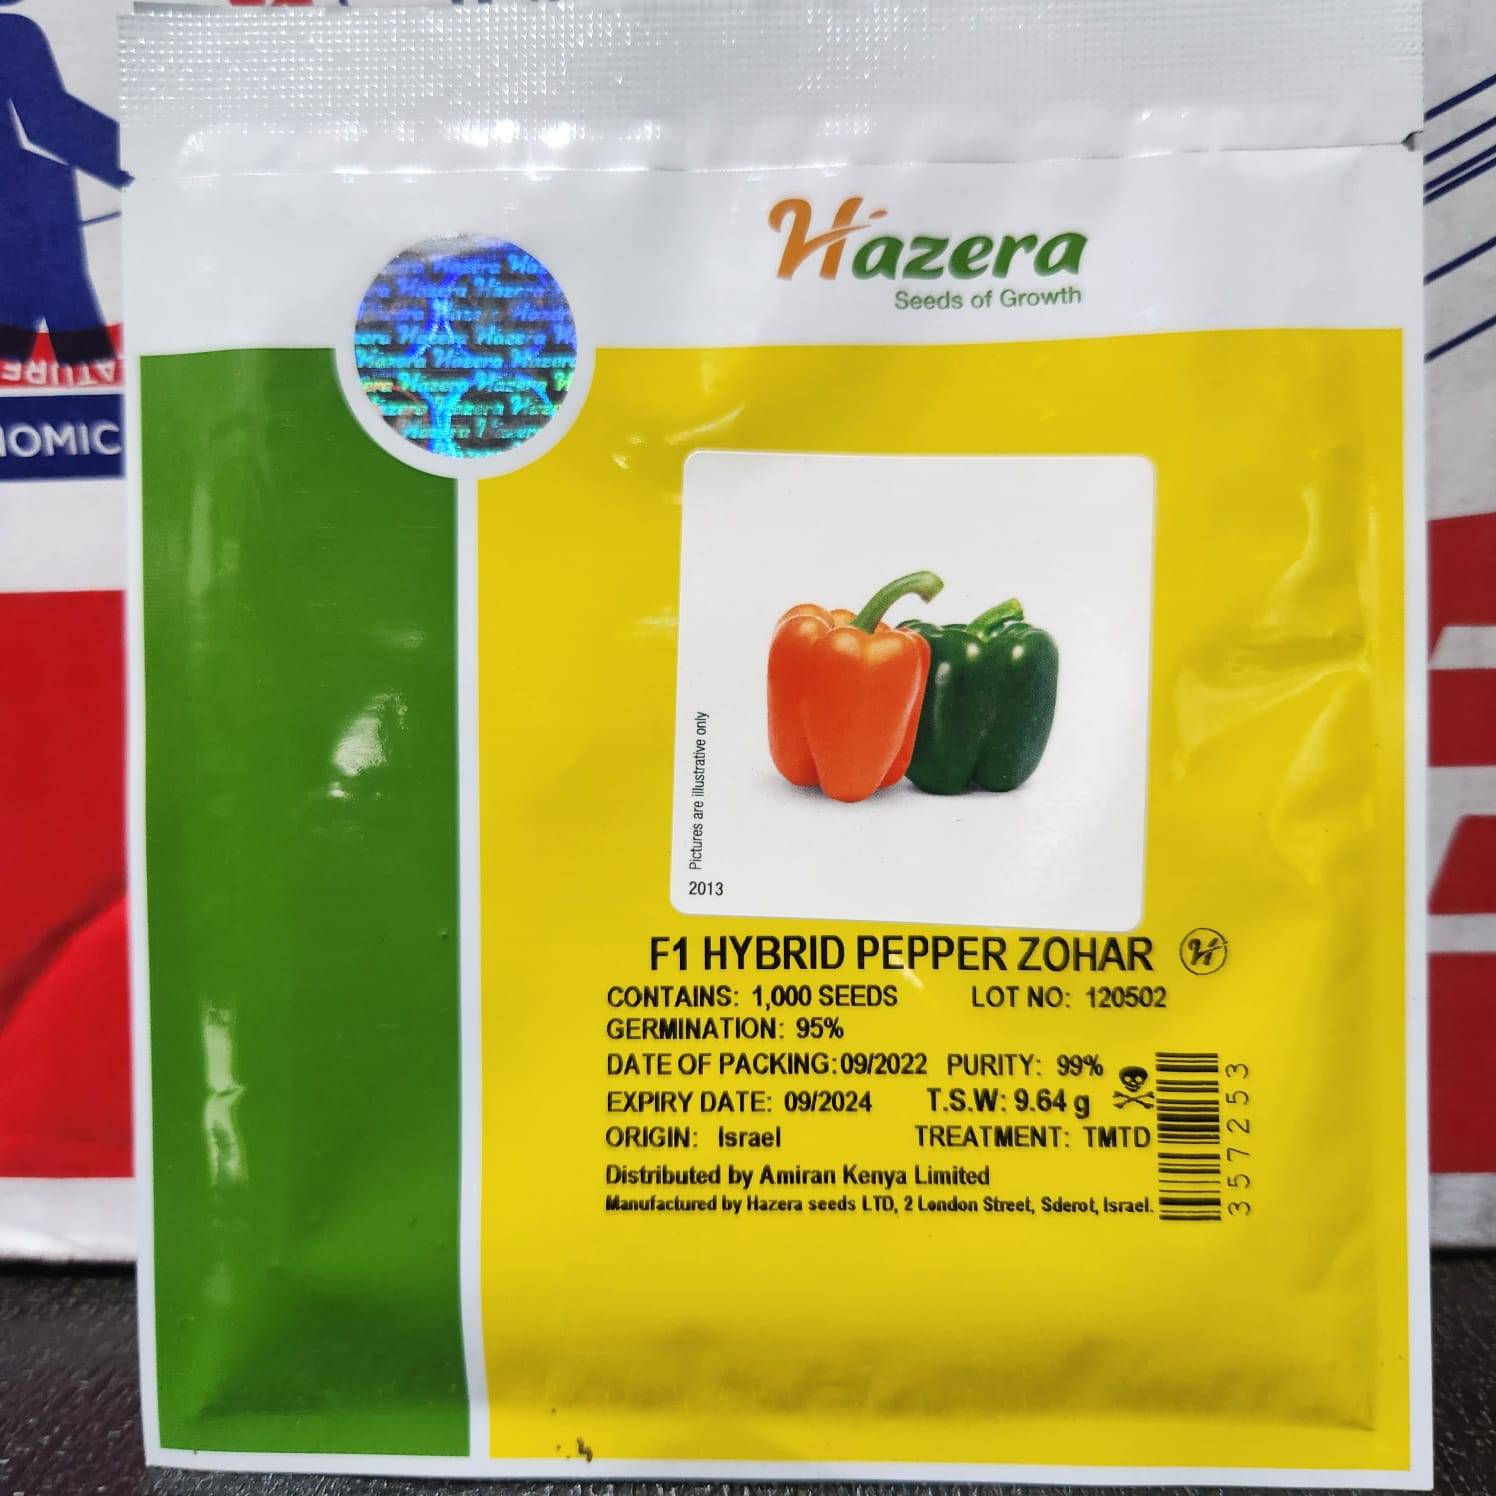 Hazera
Seeds of Growth
OMIC
Pictures are illustrative only
2013
F1 HYBRID PEPPER ZOHAR
CONTAINS: 1,000 SEEDS LOT NO: 120502
GERMINATION: 95%
DATE OF PACKING:09/2022 PURITY: 99%
EXPIRY DATE: 09/2024 T.S.W: 9.64 g
ORIGIN: Israel TREATMENT: TMTD
Distributed by Amiran Kenya Limited
Manufactured by Hazera seeds LTD, 2 London Street, Sderot, Israel.
357253